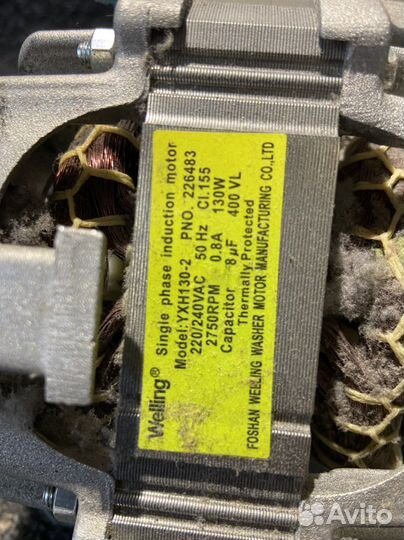 Welling®
Single phase induction motor
Model:YXH130-2 PNO. 226483
220/240VAC 50 Hz Cl.155
2750RPM 0.8A 130W
Capacitor 8 μF 400 VL
Thermally Protected
FOSHAN WELLING WASHER MOTOR MANUFACTURING CO.,LTD
Avito